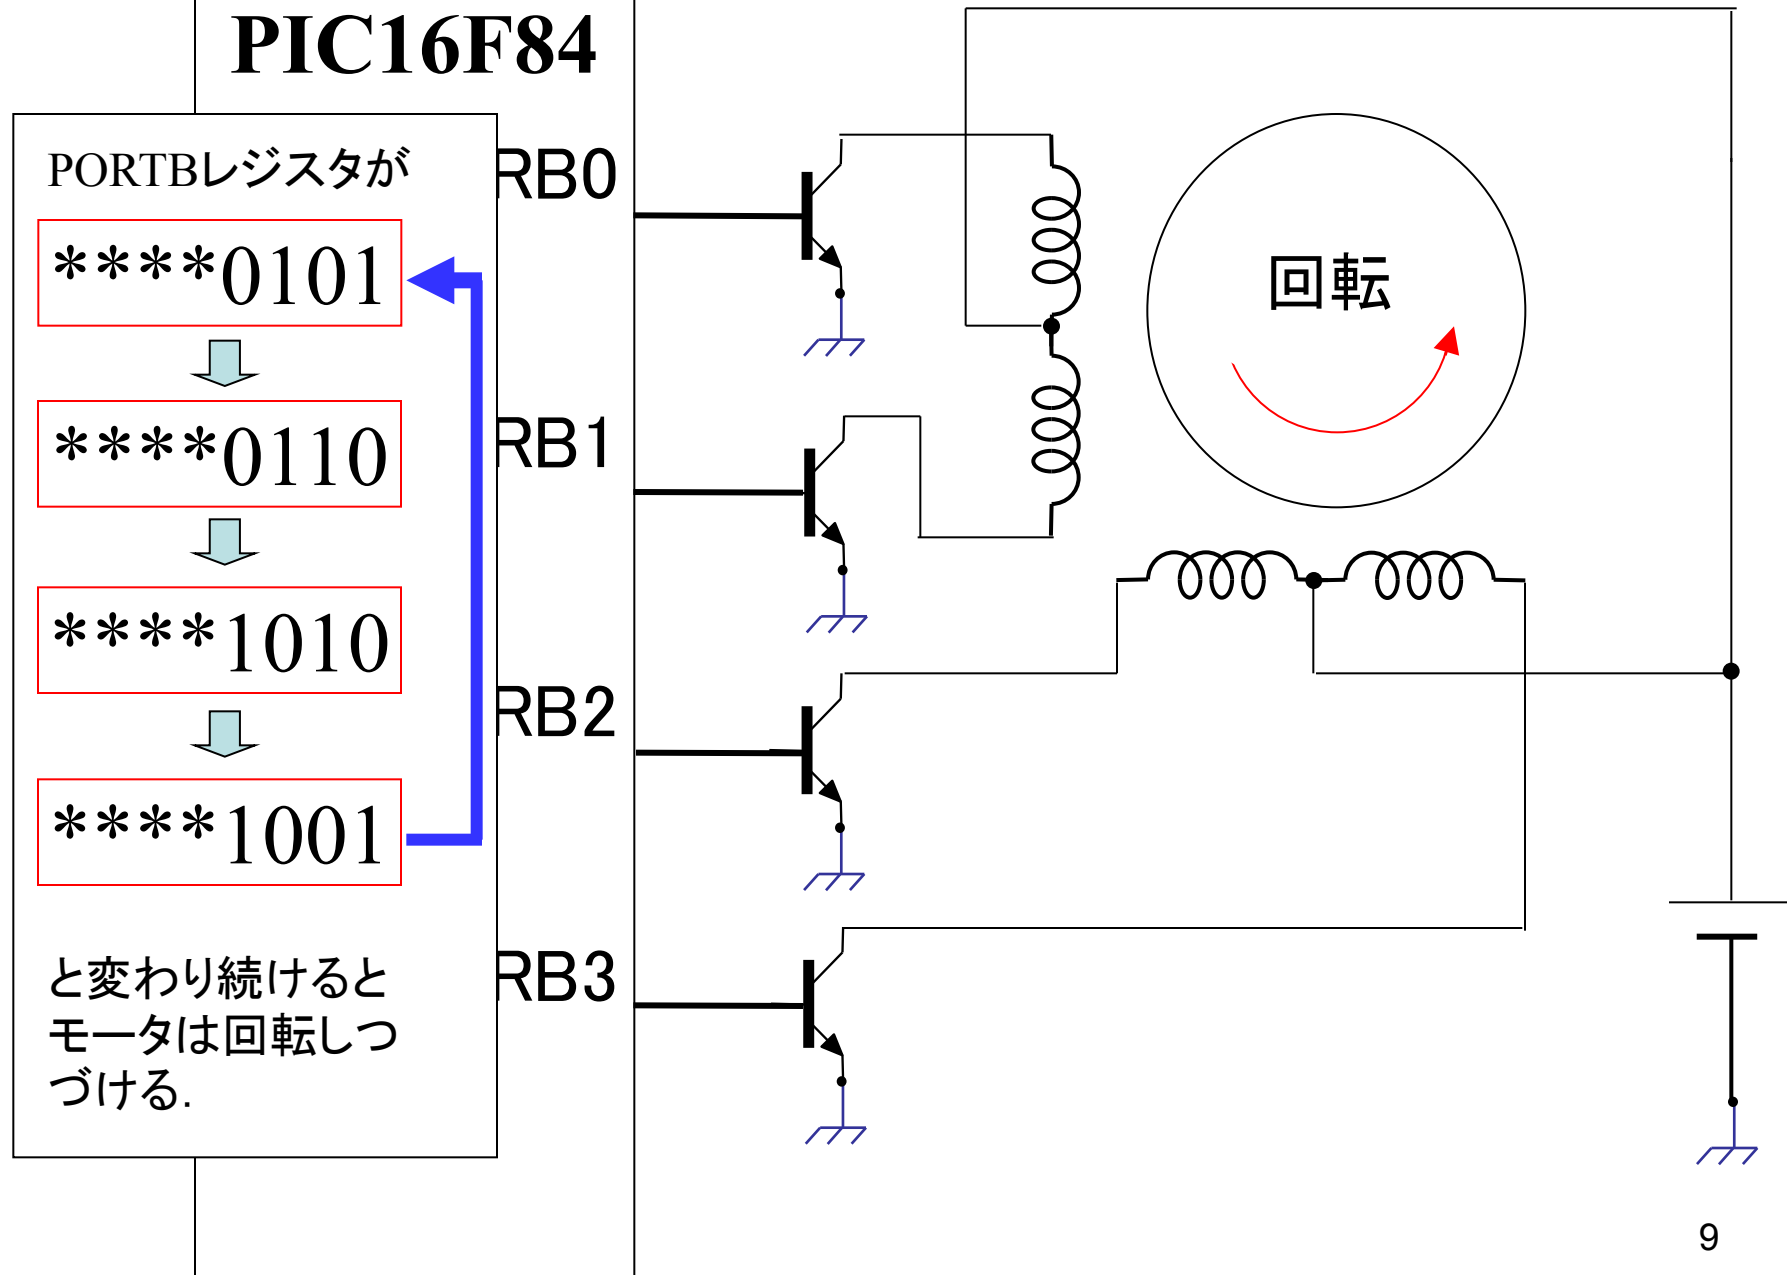 PIC16F84
PORTBレジスタが
****0101
****0110
****1010
****1001
と変わり続けると
モータは回転しつ
づける.
RB0
RB1
RB2
RB3
回転
9